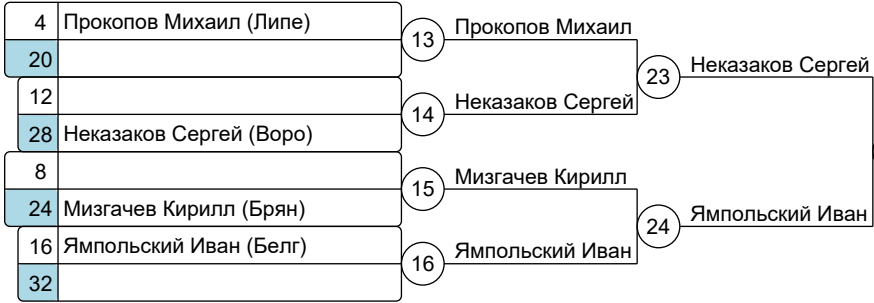 4 Прокопов Михаил (Липе)
20
13
Прокопов Михаил
12
28 Неказаков Сергей (Воро)
14
Неказаков Сергей
23
Неказаков Сергей
8
24 Мизгачев Кирилл (Брян)
15
Мизгачев Кирилл
16 Ямпольский Иван (Белг)
32
16
Ямпольский Иван
24
Ямпольский Иван